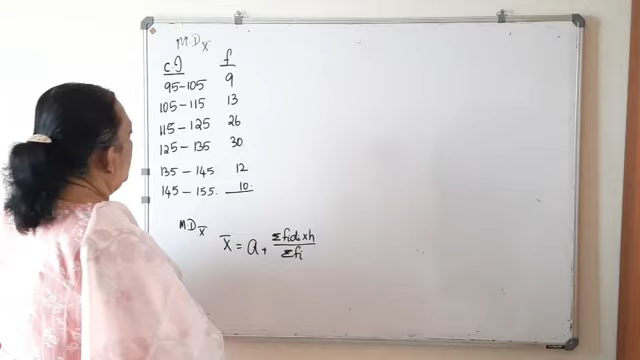 M.D x̄
C.I f
95 - 105 9
105 - 115 13
115 - 125 26
125 - 135 30
135 - 145 12
145 - 155. 10.
M.D x̄
x̄ = a + Σfidi×h / Σfi